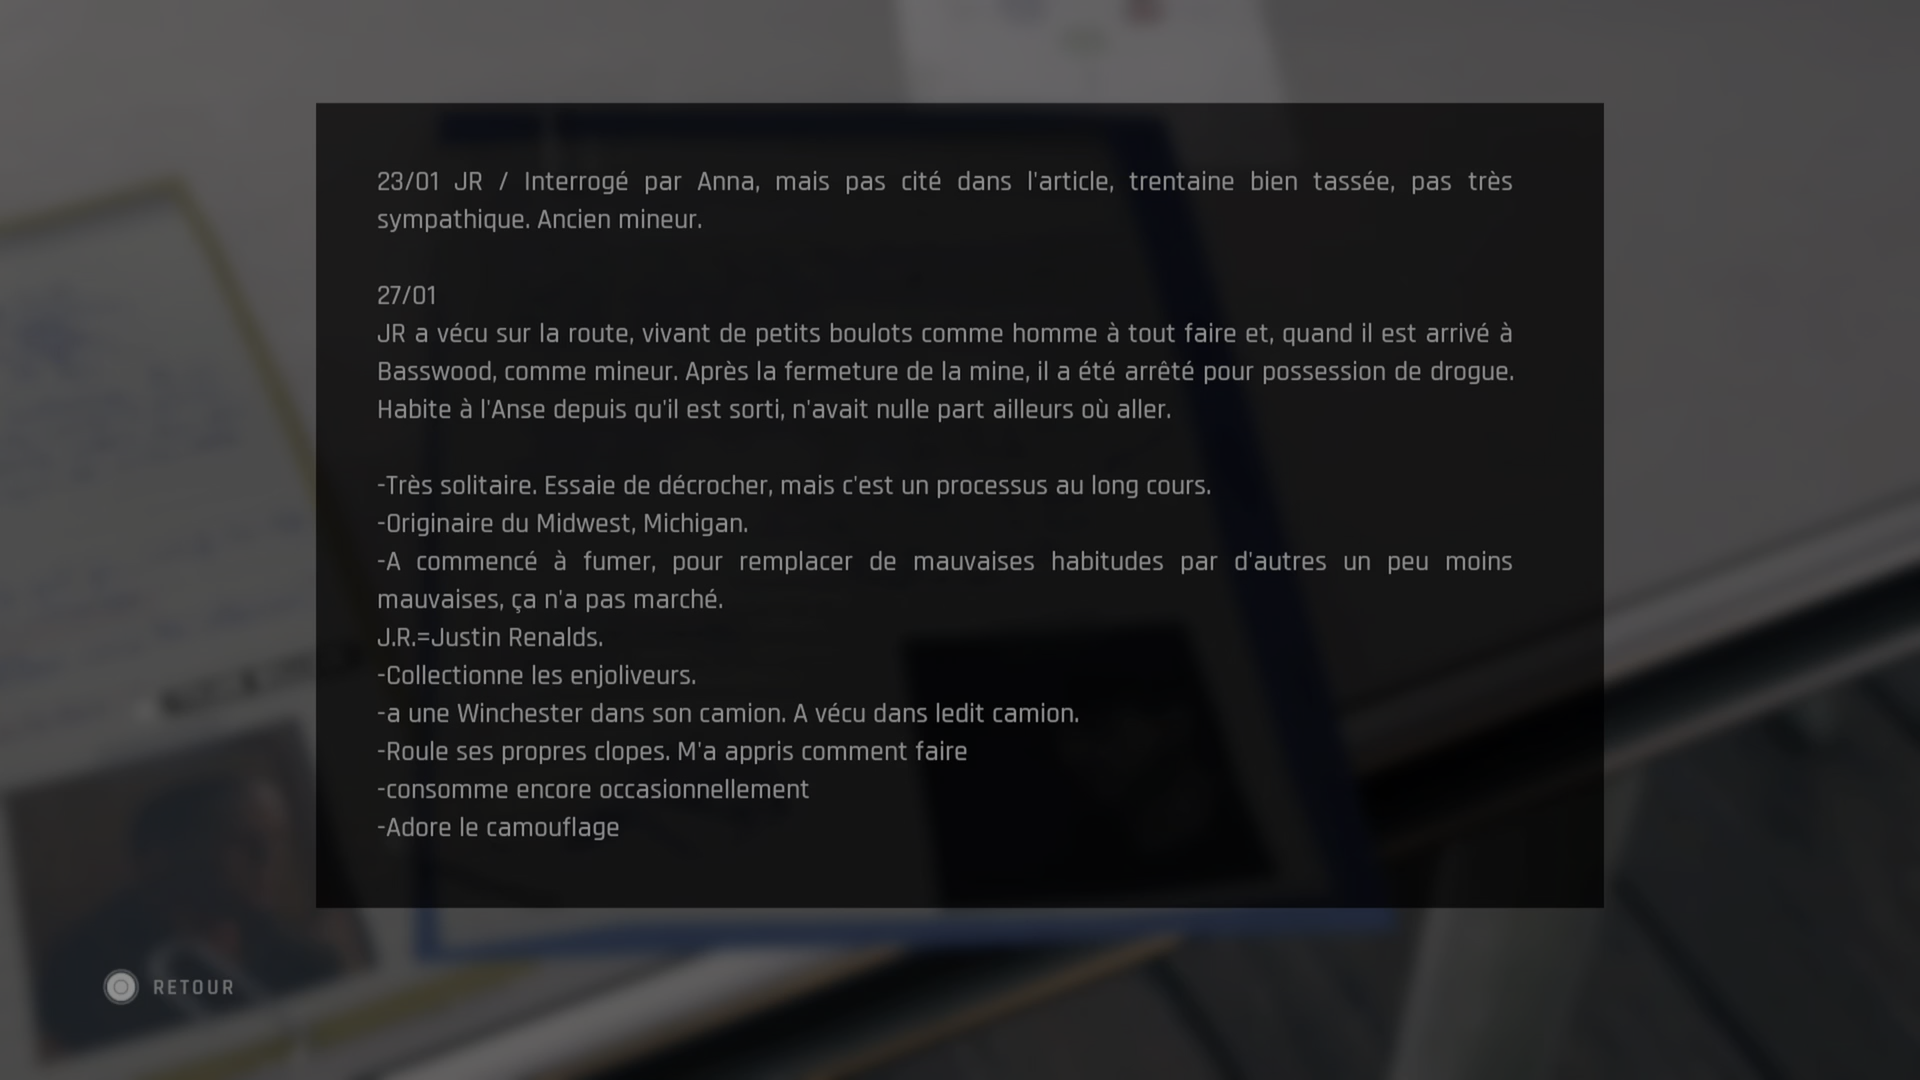 23/01 JR / Interrogé par Anna, mais pas cité dans l'article, trentaine bien tassée, pas très
sympathique. Ancien mineur.
27/01
JR a vécu sur la route, vivant de petits boulots comme homme à tout faire et, quand il est arrivé à
Basswood, comme mineur. Après la fermeture de la mine, il a été arrêté pour possession de drogue.
Habite à l'Anse depuis qu'il est sorti, n'avait nulle part ailleurs où aller.
-Très solitaire. Essaie de décrocher, mais c'est un processus au long cours.
-Originaire du Midwest, Michigan.
-A commencé à fumer, pour remplacer de mauvaises habitudes par d'autres un peu moins
mauvaises, ça n'a pas marché.
J.R.=Justin Renalds.
-Collectionne les enjoliveurs.
-a une Winchester dans son camion. A vécu dans ledit camion.
-Roule ses propres clopes. M'a appris comment faire
-consomme encore occasionnellement
-Adore le camouflage
RETOUR